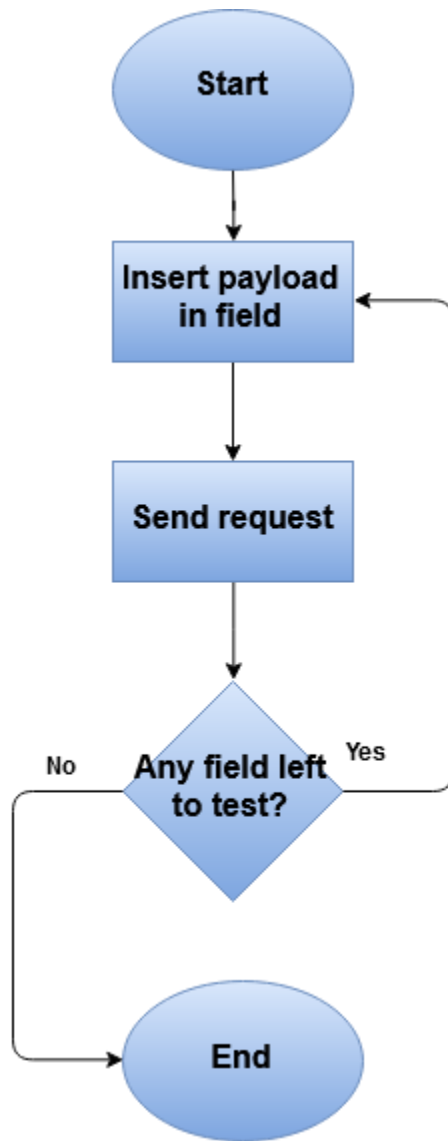 Start
Insert payload
in field
Send request
Any field left
to test?
Yes
No
End